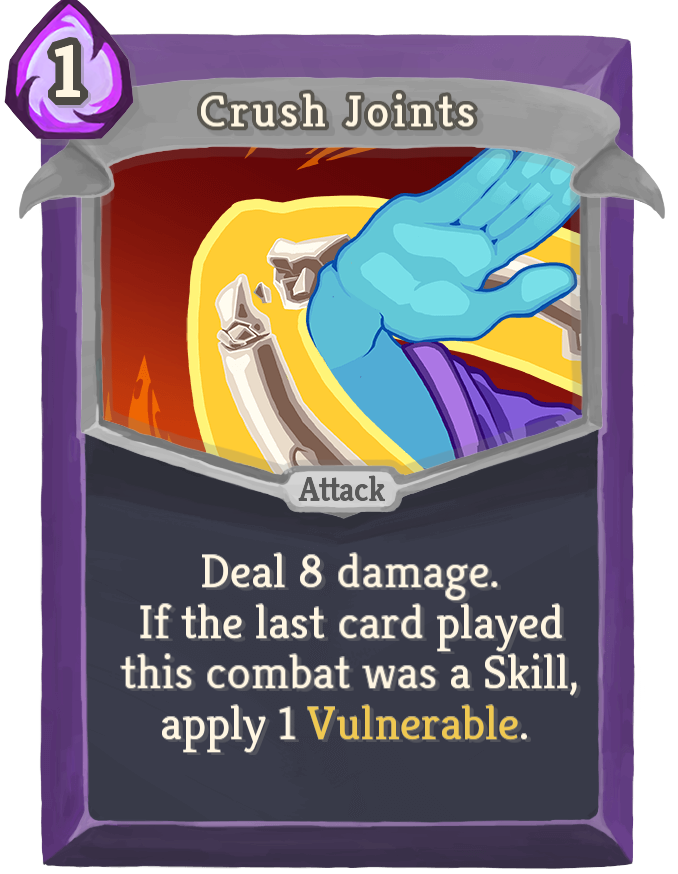 1
Crush Joints
Attack
Deal 8 damage.
If the last card played
this combat was a Skill,
apply 1 Vulnerable.